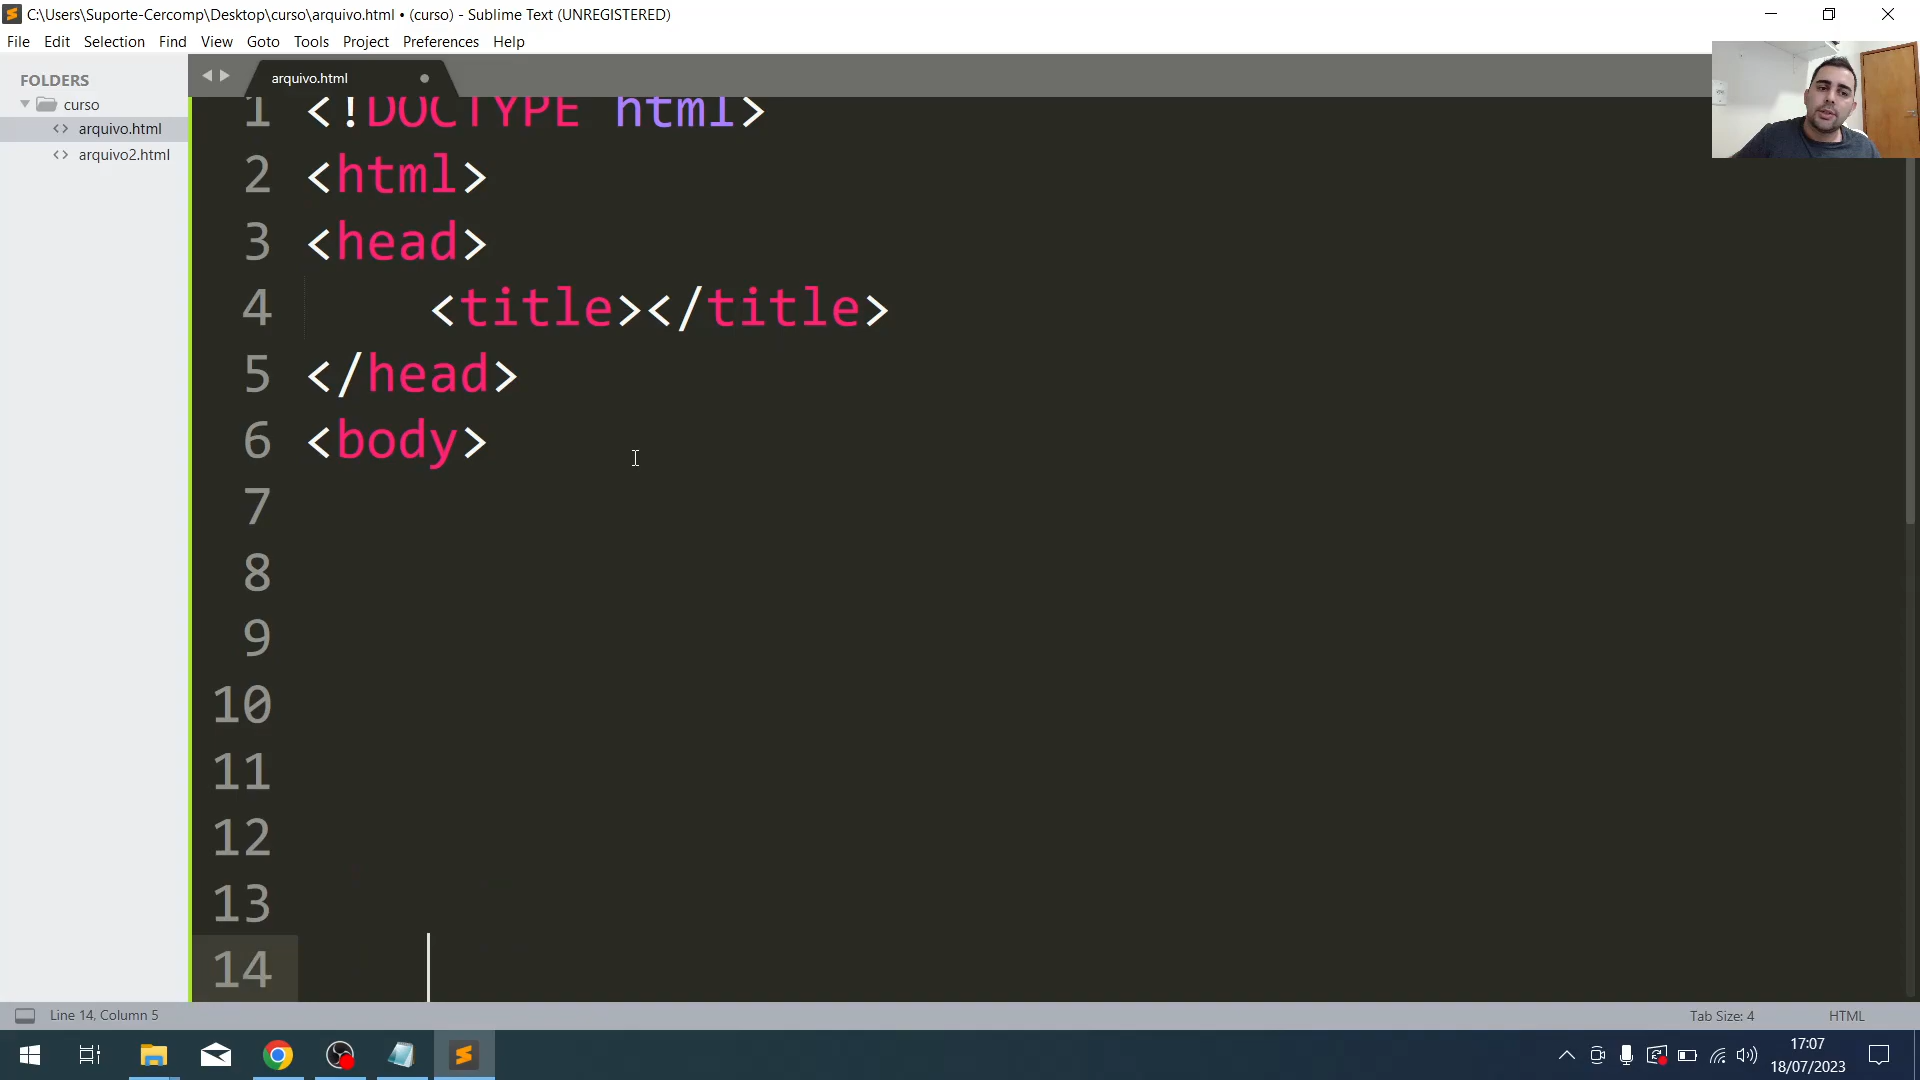 C:\Users\Suporte-Cercomp\Desktop\curso\arquivo.html • (curso) - Sublime Text (UNREGISTERED)
File Edit Selection Find View Goto Tools Project Preferences Help
FOLDERS
curso
arquivo.html
arquivo2.html
arquivo.html
1 <!DOCTYPE html>
2 <html>
3 <head>
4 <title></title>
5 </head>
6 <body>
7
8
9
10
11
12
13
14
Line 14, Column 5
Tab Size: 4
HTML
17:07
18/07/2023